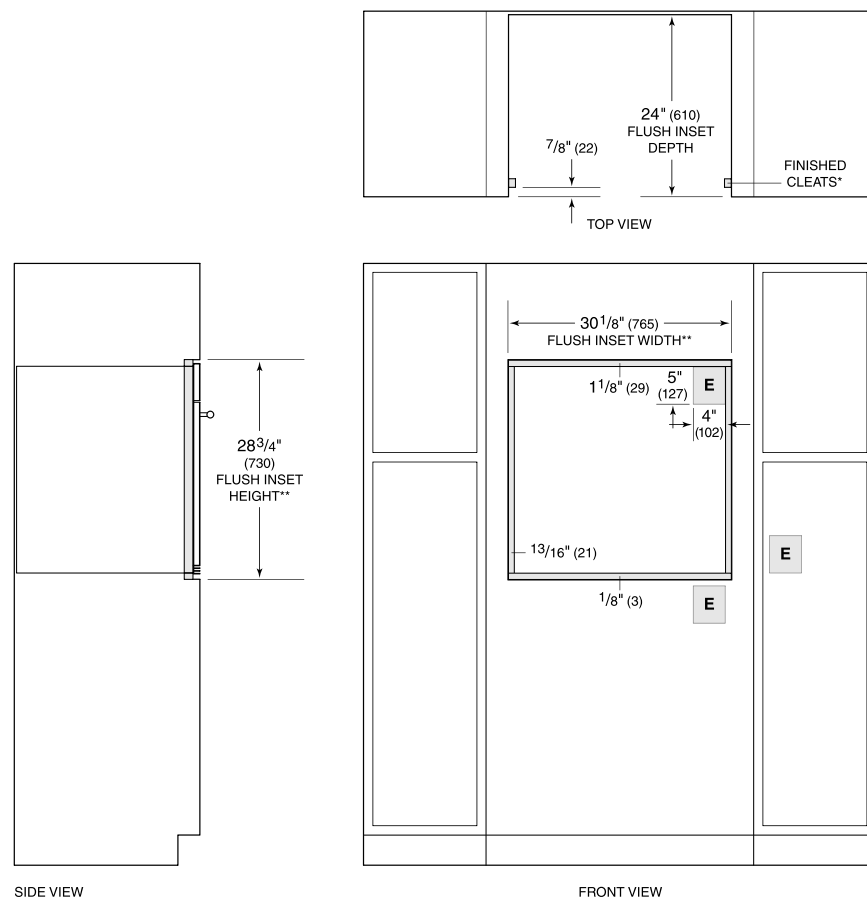 24" (610)
FLUSH INSET
DEPTH
7/8" (22)
FINISHED
CLEATS*
TOP VIEW
30 1/8" (765)
FLUSH INSET WIDTH**
1 1/8" (29)
5"
(127)
E
4"
(102)
28 3/4"
(730)
FLUSH INSET
HEIGHT**
13/16" (21)
E
1/8" (3)
E
SIDE VIEW
FRONT VIEW